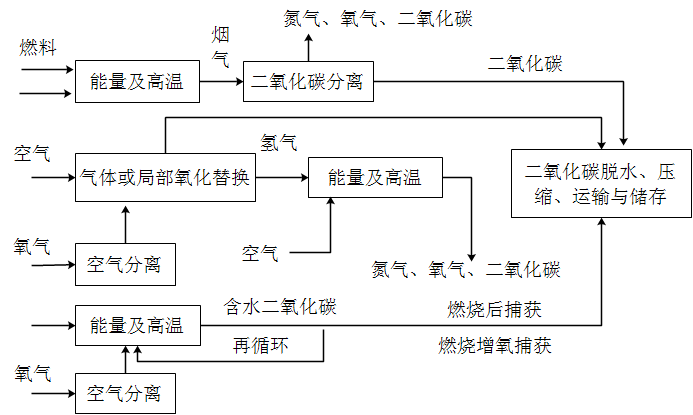 氮气、氧气、二氧化碳
燃料
烟
气
能量及高温
二氧化碳分离
二氧化碳
空气
气体或局部氧化替换
氢气
能量及高温
二氧化碳脱水、压
缩、运输与储存
氧气
空气分离
空气
氮气、氧气、二氧化碳
能量及高温
含水二氧化碳
燃烧后捕获
再循环
燃烧增氧捕获
氧气
空气分离